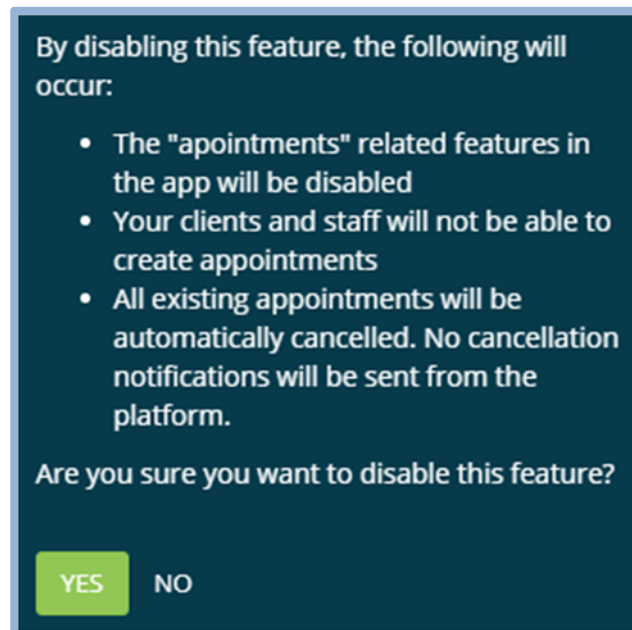 By disabling this feature, the following will
occur:
• The "apointments" related features in
the app will be disabled
• Your clients and staff will not be able to
create appointments
• All existing appointments will be
automatically cancelled. No cancellation
notifications will be sent from the
platform.
Are you sure you want to disable this feature?
YES NO